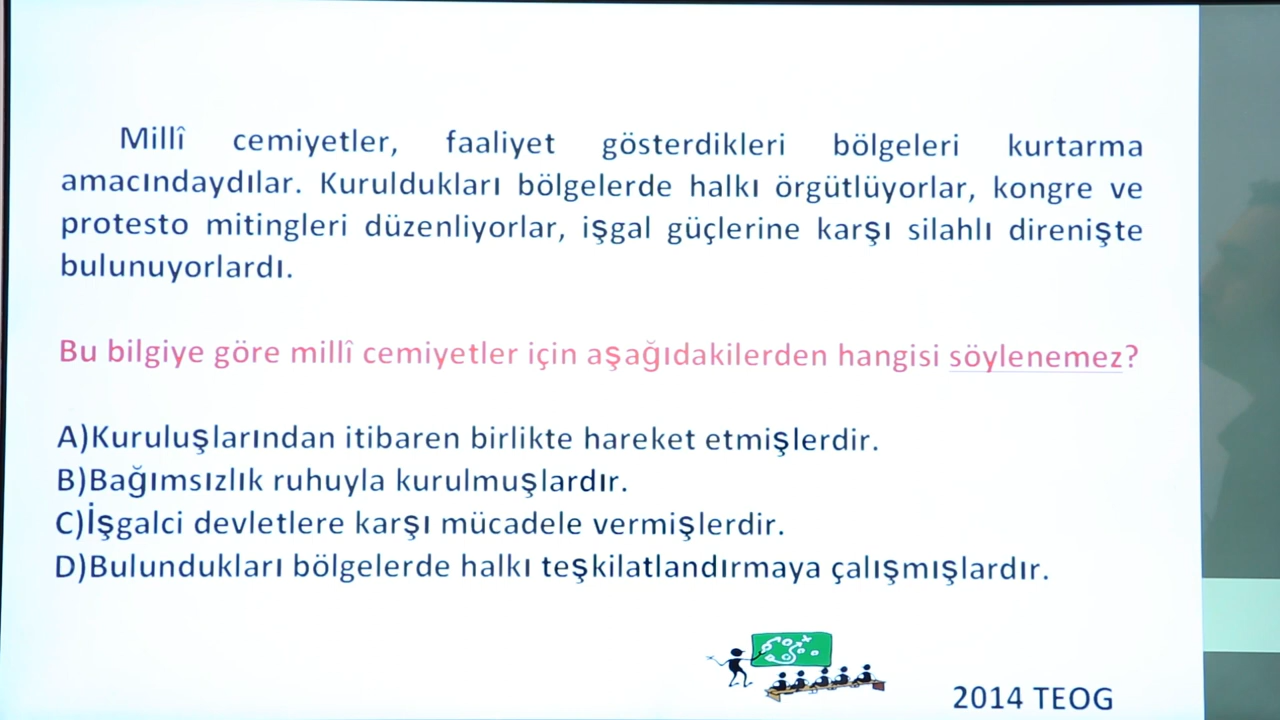 Millî cemiyetler, faaliyet gösterdikleri bölgeleri kurtarma
amacındaydılar. Kuruldukları bölgelerde halkı örgütlüyorlar, kongre ve
protesto mitingleri düzenliyorlar, işgal güçlerine karşı silahlı direnişte
bulunuyorlardı.
Bu bilgiye göre millî cemiyetler için aşağıdakilerden hangisi söylenemez?
A)Kuruluşlarından itibaren birlikte hareket etmişlerdir.
B)Bağımsızlık ruhuyla kurulmuşlardır.
C)İşgalci devletlere karşı mücadele vermişlerdir.
D)Bulundukları bölgelerde halkı teşkilatlandırmaya çalışmışlardır.
2014 TEOG